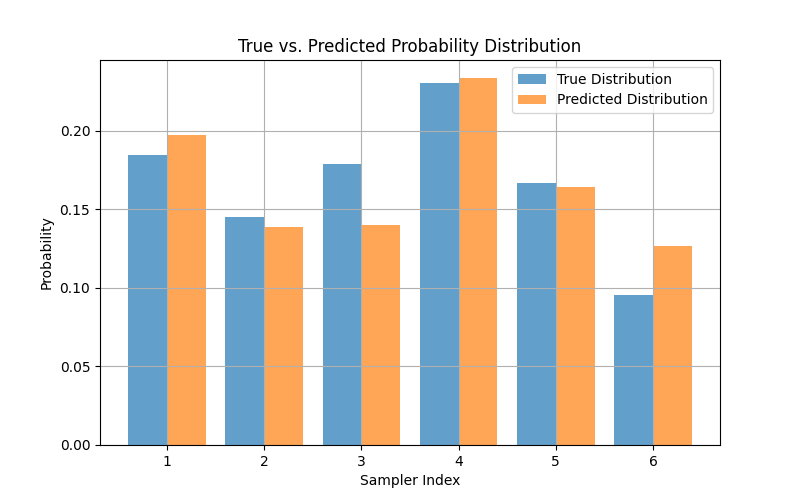 True vs. Predicted Probability Distribution
True Distribution
Predicted Distribution
0.20
0.15
0.10
0.05
0.00
Probability
1 2 3 4 5 6
Sampler Index